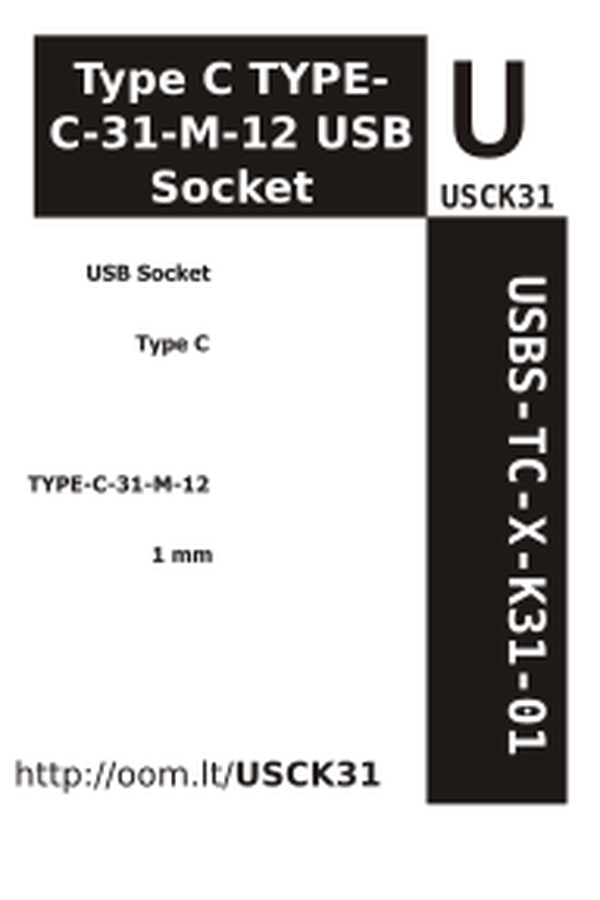 Type C TYPE-
C-31-M-12 USB
Socket
U
USCK31
USB Socket
Type C
TYPE-C-31-M-12
1 mm
USBS-TC-X-K31-01
http://oom.lt/USCK31